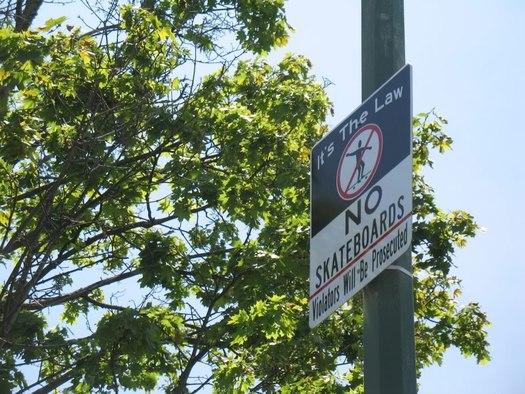 It's The Law
NO
SKATEBOARDS
Violators Will Be Prosecuted